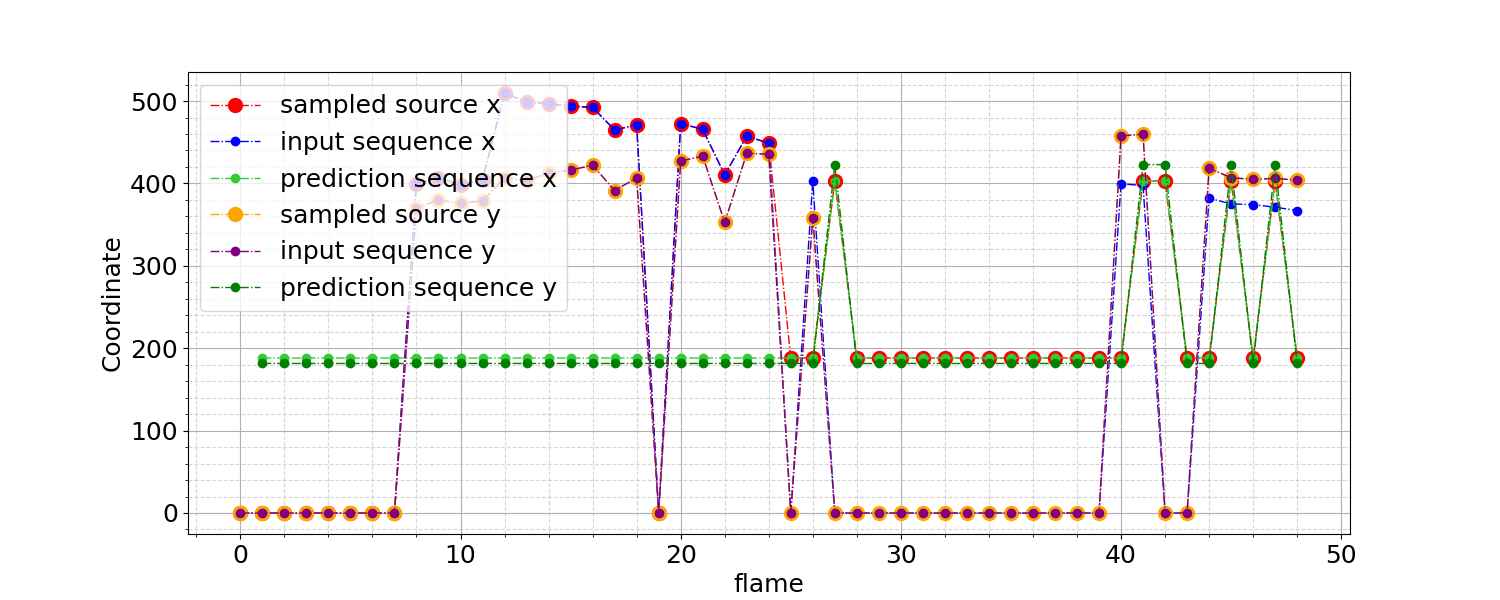 500
400
300
200
100
0
Coordinate
sampled source x
input sequence x
prediction sequence x
sampled source y
input sequence y
prediction sequence y
0 10 20 30 40 50
flame